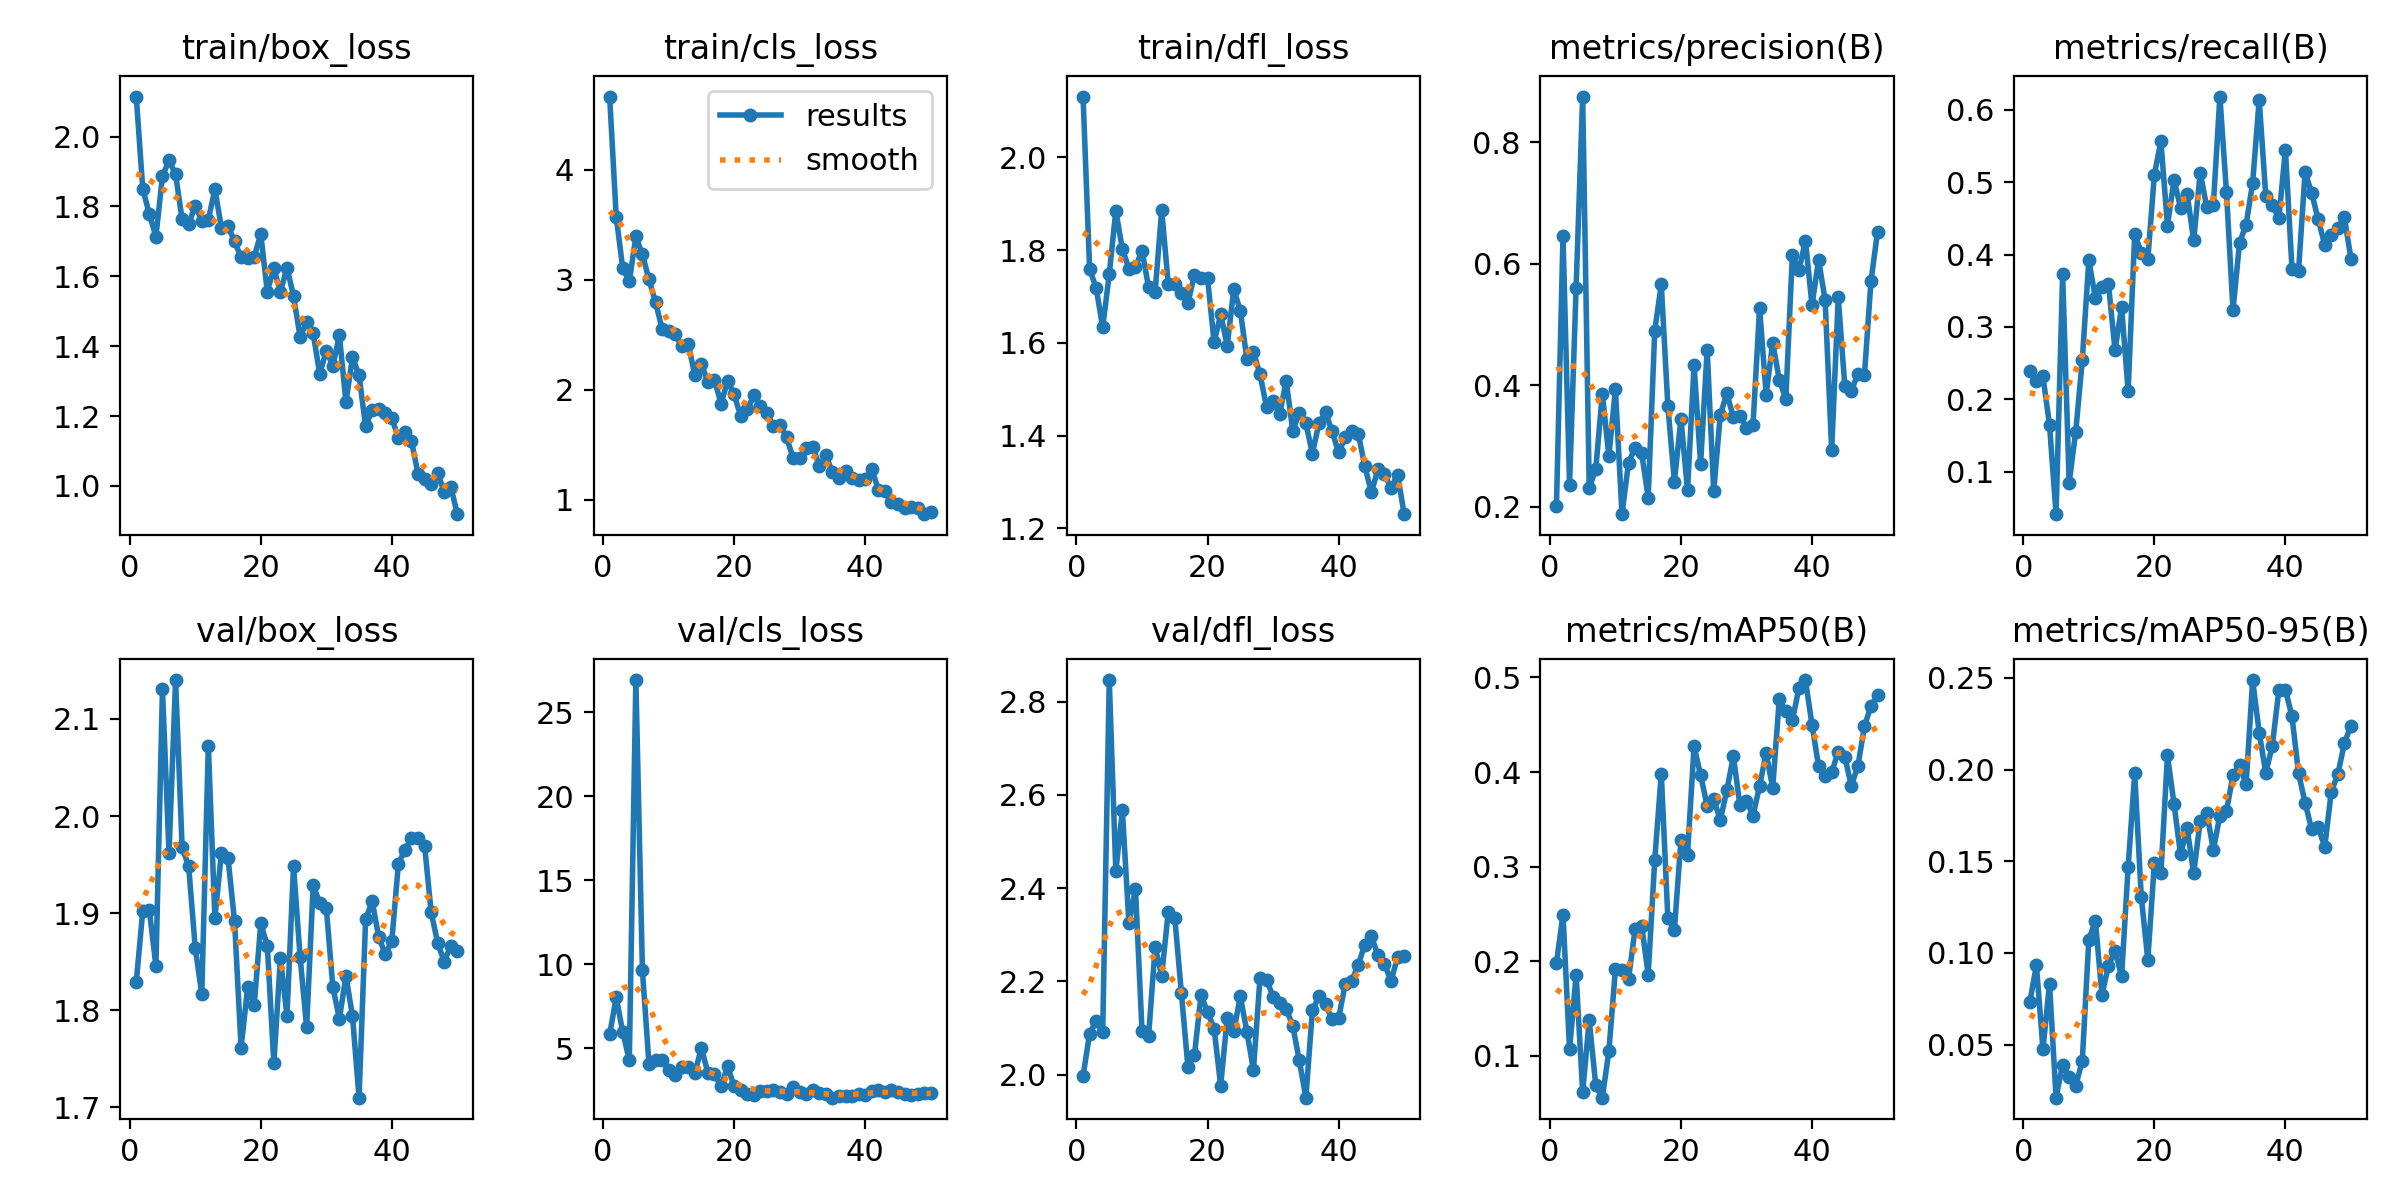 train/box_loss
train/cls_loss
train/dfl_loss
metrics/precision(B)
metrics/recall(B)
2.0
1.8
1.6
1.4
1.2
1.0
0 20 40
results
smooth
4
3
2
1
0 20 40
2.0
1.8
1.6
1.4
1.2
0 20 40
0.8
0.6
0.4
0.2
0 20 40
0.6
0.5
0.4
0.3
0.2
0.1
0 20 40
val/box_loss
val/cls_loss
val/dfl_loss
metrics/mAP50(B)
metrics/mAP50-95(B)
2.1
2.0
1.9
1.8
1.7
0 20 40
25
20
15
10
5
0 20 40
2.8
2.6
2.4
2.2
2.0
0 20 40
0.5
0.4
0.3
0.2
0.1
0 20 40
0.25
0.20
0.15
0.10
0.05
0 20 40